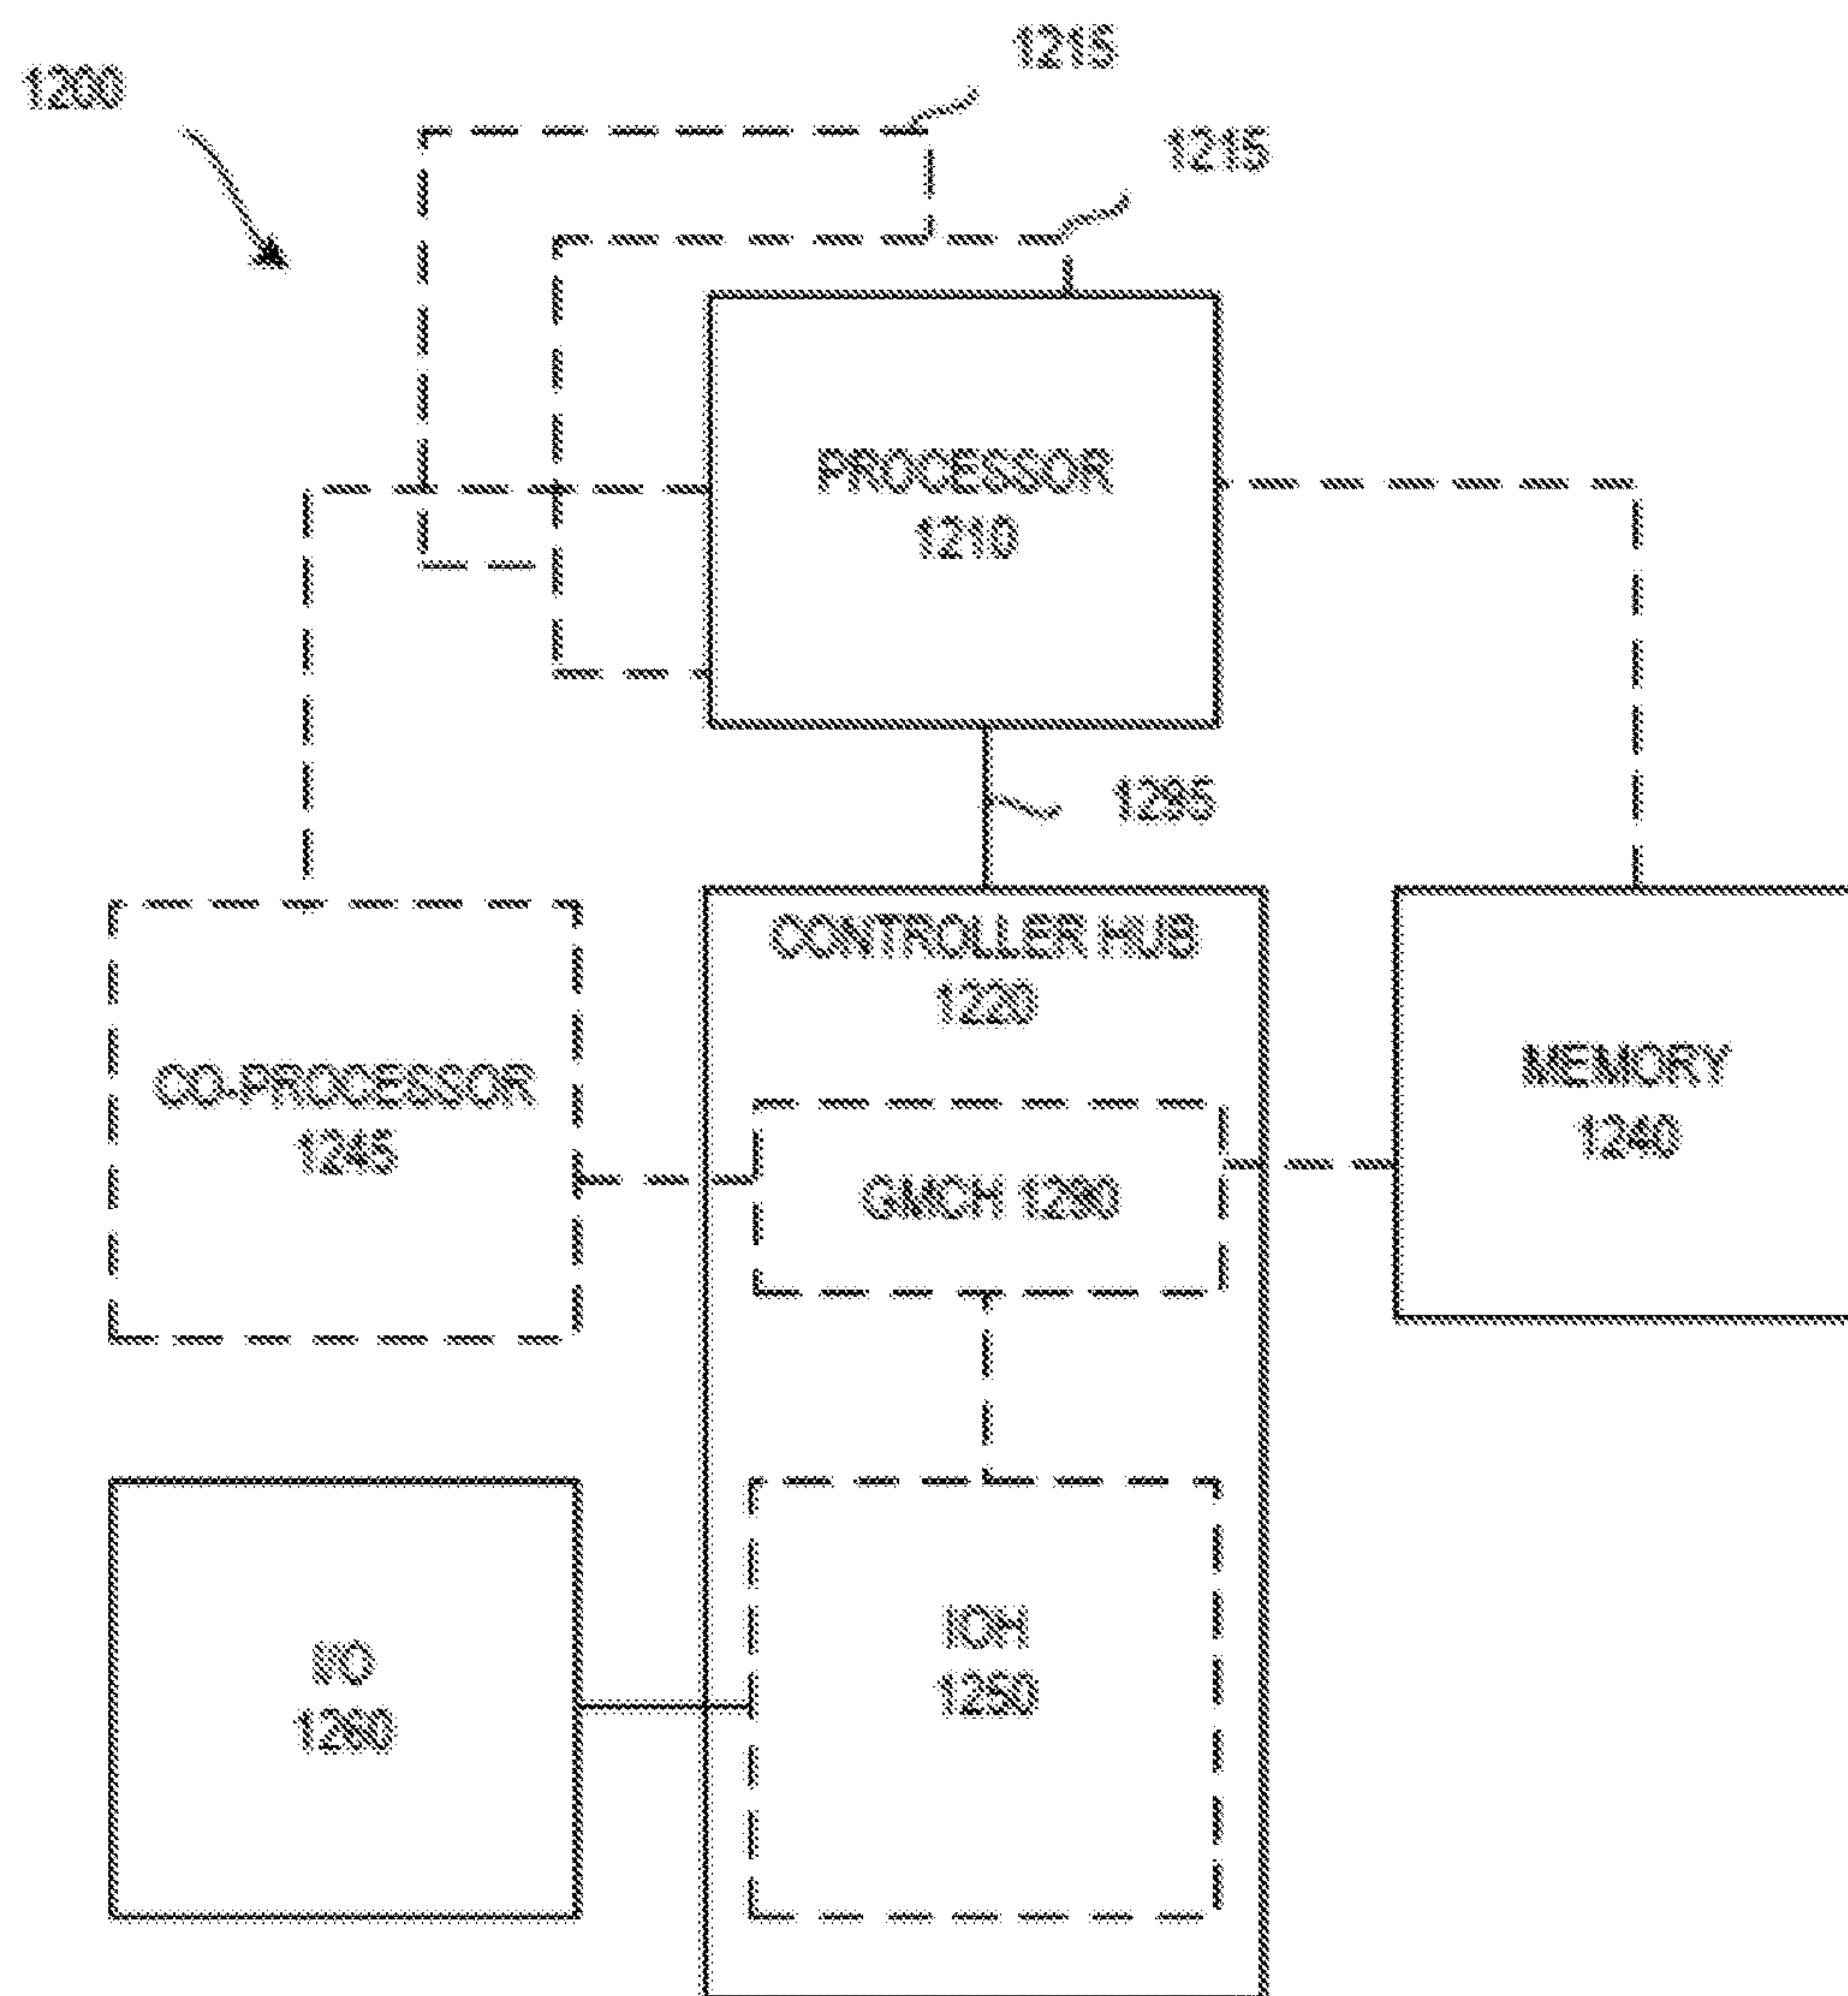 1200
1215
1215
PROCESSOR
1210
1295
CONTROLLER HUB
1220
CO-PROCESSOR
1245
GMCH 1290
MEMORY
1240
I/O
1260
IOH
1250